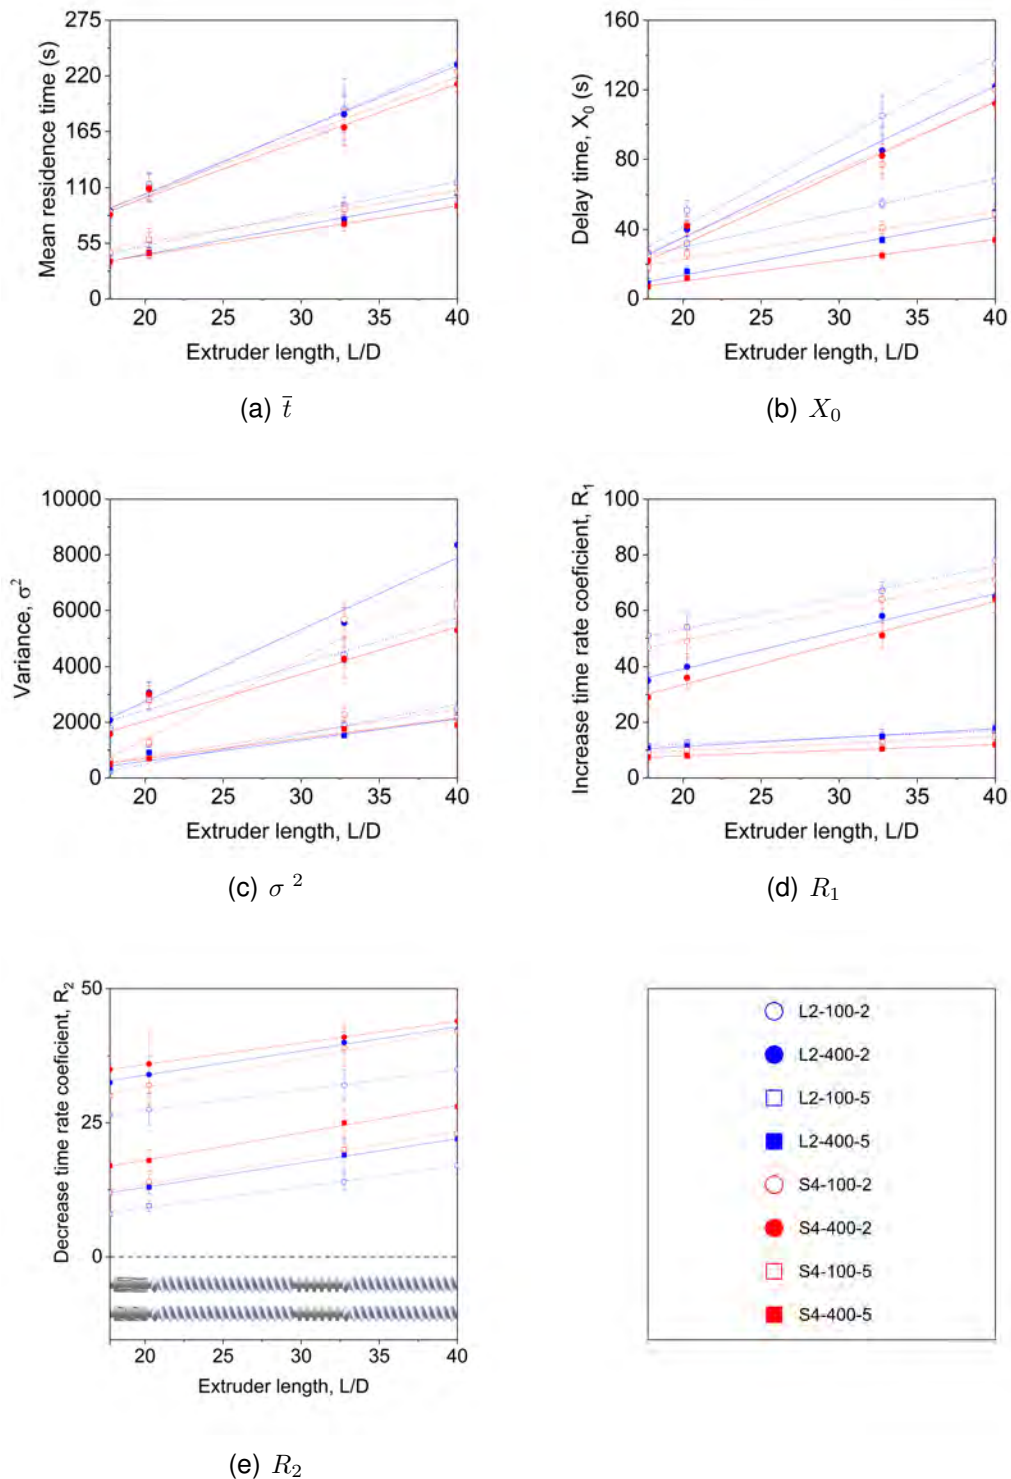 275
220
165
110
55
0
Mean residence time (s)
20 25 30 35 40
Extruder length, L/D
(a) t̄
160
120
80
40
0
Delay time, X₀ (s)
20 25 30 35 40
Extruder length, L/D
(b) X₀
10000
8000
6000
4000
2000
0
Variance, σ²
20 25 30 35 40
Extruder length, L/D
(c) σ ²
100
80
60
40
20
0
Increase time rate coeficient, R₁
20 25 30 35 40
Extruder length, L/D
(d) R₁
50
25
0
Decrease time rate coeficient, R₂
20 25 30 35 40
Extruder length, L/D
(e) R₂
L2-100-2
L2-400-2
L2-100-5
L2-400-5
S4-100-2
S4-400-2
S4-100-5
S4-400-5